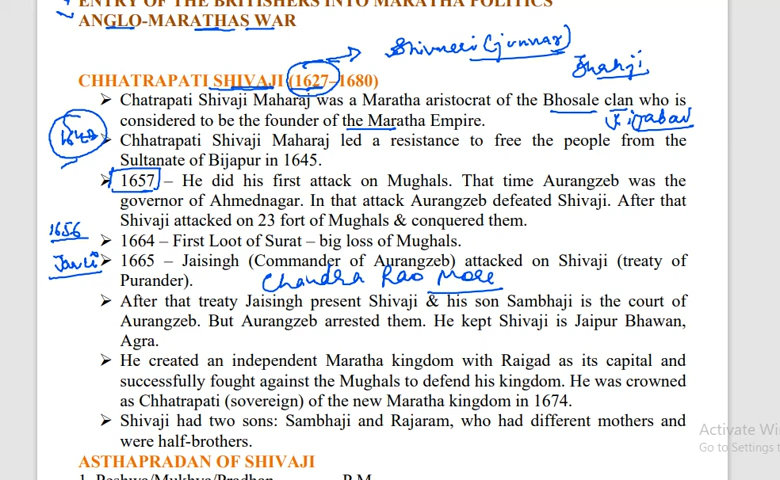 ENTRY OF THE BRITISHERS INTO MARATHA POLITICS
ANGLO-MARATHAS WAR
Shivneri (junnar)
Shahji
CHHATRAPATI SHIVAJI (1627–1680)
➢ Chatrapati Shivaji Maharaj was a Maratha aristocrat of the Bhosale clan who is
considered to be the founder of the Maratha Empire.
Jijabai
➢ Chhatrapati Shivaji Maharaj led a resistance to free the people from the
Sultanate of Bijapur in 1645.
➢ 1657 – He did his first attack on Mughals. That time Aurangzeb was the
governor of Ahmednagar. In that attack Aurangzeb defeated Shivaji. After that
Shivaji attacked on 23 fort of Mughals & conquered them.
1656
➢ 1664 – First Loot of Surat – big loss of Mughals.
Javli
➢ 1665 – Jaisingh (Commander of Aurangzeb) attacked on Shivaji (treaty of
Purander).
Chandra Rao More
➢ After that treaty Jaisingh present Shivaji & his son Sambhaji is the court of
Aurangzeb. But Aurangzeb arrested them. He kept Shivaji is Jaipur Bhawan,
Agra.
➢ He created an independent Maratha kingdom with Raigad as its capital and
successfully fought against the Mughals to defend his kingdom. He was crowned
as Chhatrapati (sovereign) of the new Maratha kingdom in 1674.
➢ Shivaji had two sons: Sambhaji and Rajaram, who had different mothers and
were half-brothers.
Activate Wi
Go to Settings t
ASTHAPRADAN OF SHIVAJI
1. Peshwa/Mukhya/Pradhan P.M.